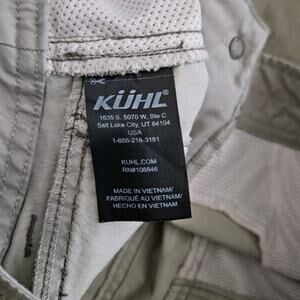 KÜHL
1635 S. 5070 W, Ste C
Salt Lake City, UT 84104
USA
1-888-218-3181
KUHL.COM
RN#108846
MADE IN VIETNAM/
FABRIQUÉ AU VIETNAM/
HECHO EN VIETNAM